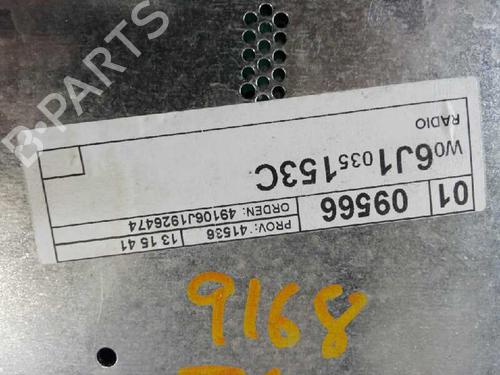 B-PARTS
RADIO
W06J1035153C
01 09566
ORDEN: 49106J1926474
PROV: 41536
13 15 41
9168